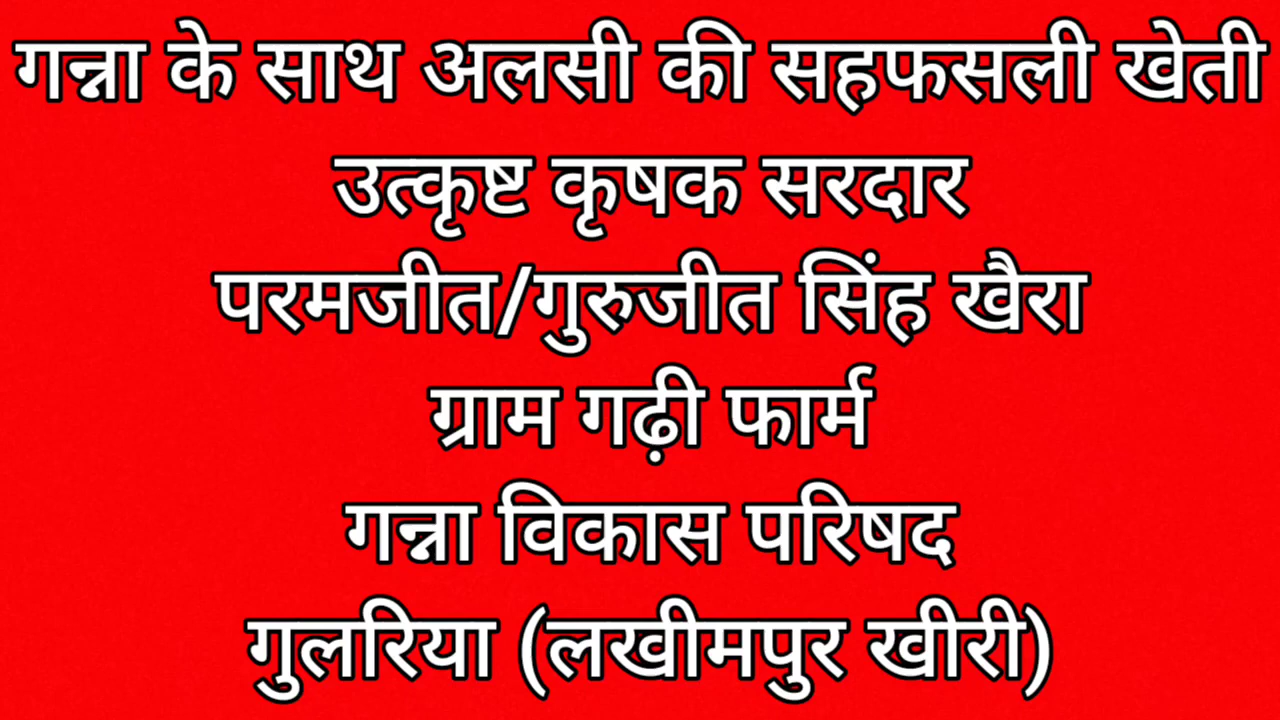 गन्ना के साथ अलसी की सहफसली खेती
उत्कृष्ट कृषक सरदार
परमजीत/गुरुजीत सिंह खैरा
ग्राम गढ़ी फार्म
गन्ना विकास परिषद
गुलरिया (लखीमपुर खीरी)